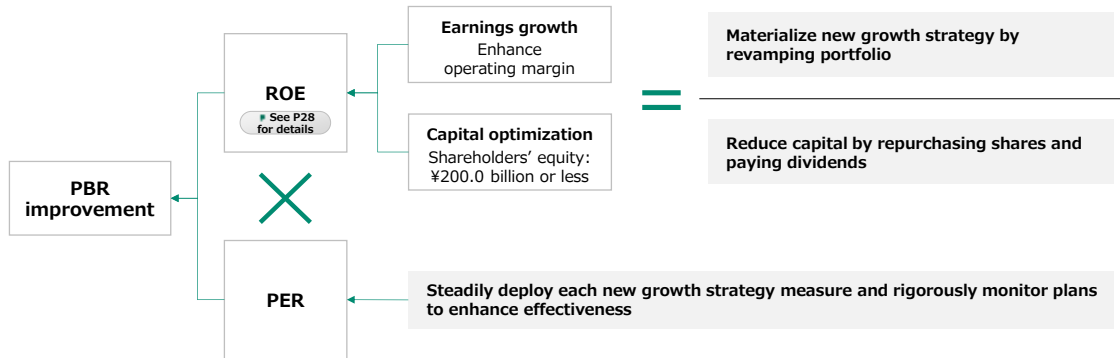 PBR
improvement
ROE
See P28
for details
PER
Earnings growth
Enhance
operating margin
Capital optimization
Shareholders’ equity:
¥200.0 billion or less
Materialize new growth strategy by
revamping portfolio
Reduce capital by repurchasing shares and
paying dividends
Steadily deploy each new growth strategy measure and rigorously monitor plans
to enhance effectiveness